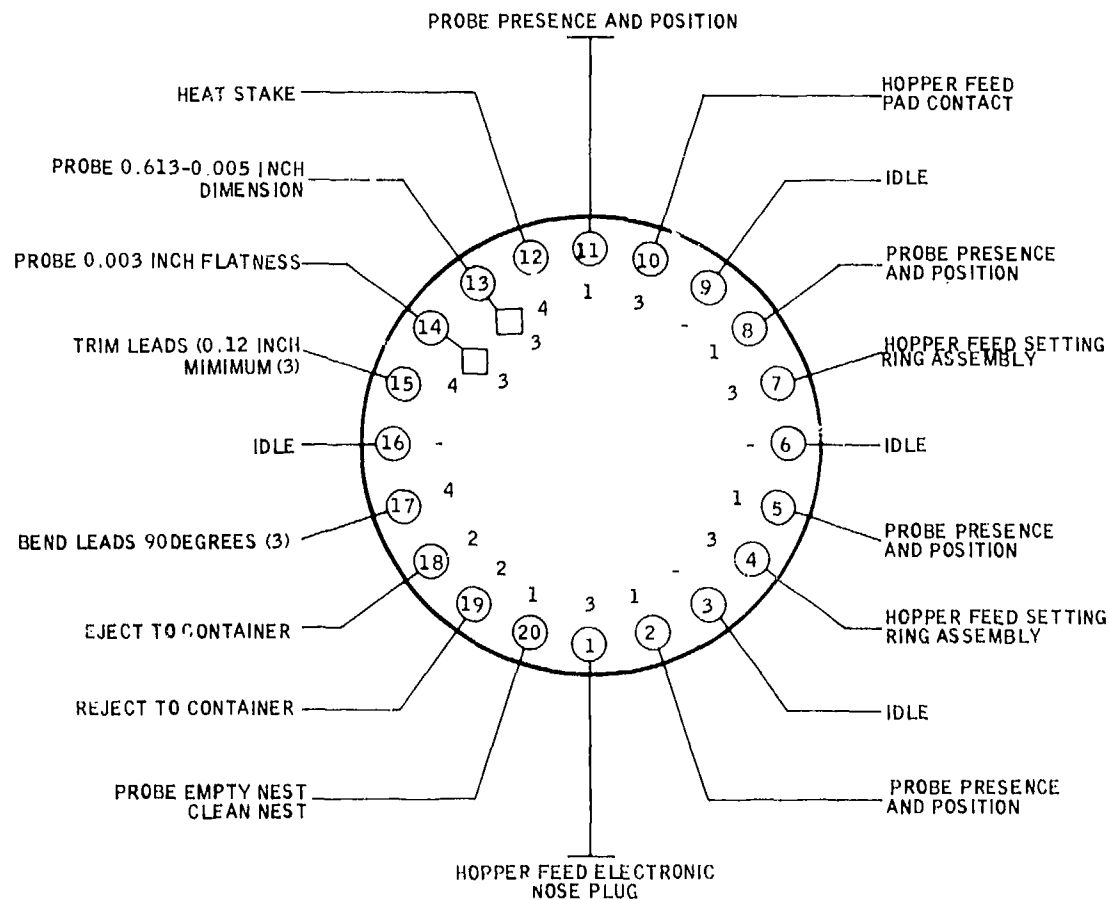 PROBE PRESENCE AND POSITION
HEAT STAKE
HOPPER FEED
PAD CONTACT
PROBE 0.613-0.005 INCH
DIMENSION
IDLE
PROBE 0.003 INCH FLATNESS
PROBE PRESENCE
AND POSITION
TRIM LEADS (0.12 INCH
MIMIMUM (3)
HOPPER FEED SETTING
RING ASSEMBLY
IDLE
IDLE
BEND LEADS 90DEGREES (3)
PROBE PRESENCE
AND POSITION
EJECT TO CONTAINER
HOPPER FEED SETTING
RING ASSEMBLY
REJECT TO CONTAINER
IDLE
PROBE EMPTY NEST
CLEAN NEST
PROBE PRESENCE
AND POSITION
HOPPER FEED ELECTRONIC
NOSE PLUG
12 11 10
13 9
4 1 3
14 3 - 8
1
15 4 3 3 7
16 - - 6
17 4 1 5
18 2 3 4
19 2 - 3
1 3 1
20 1 2